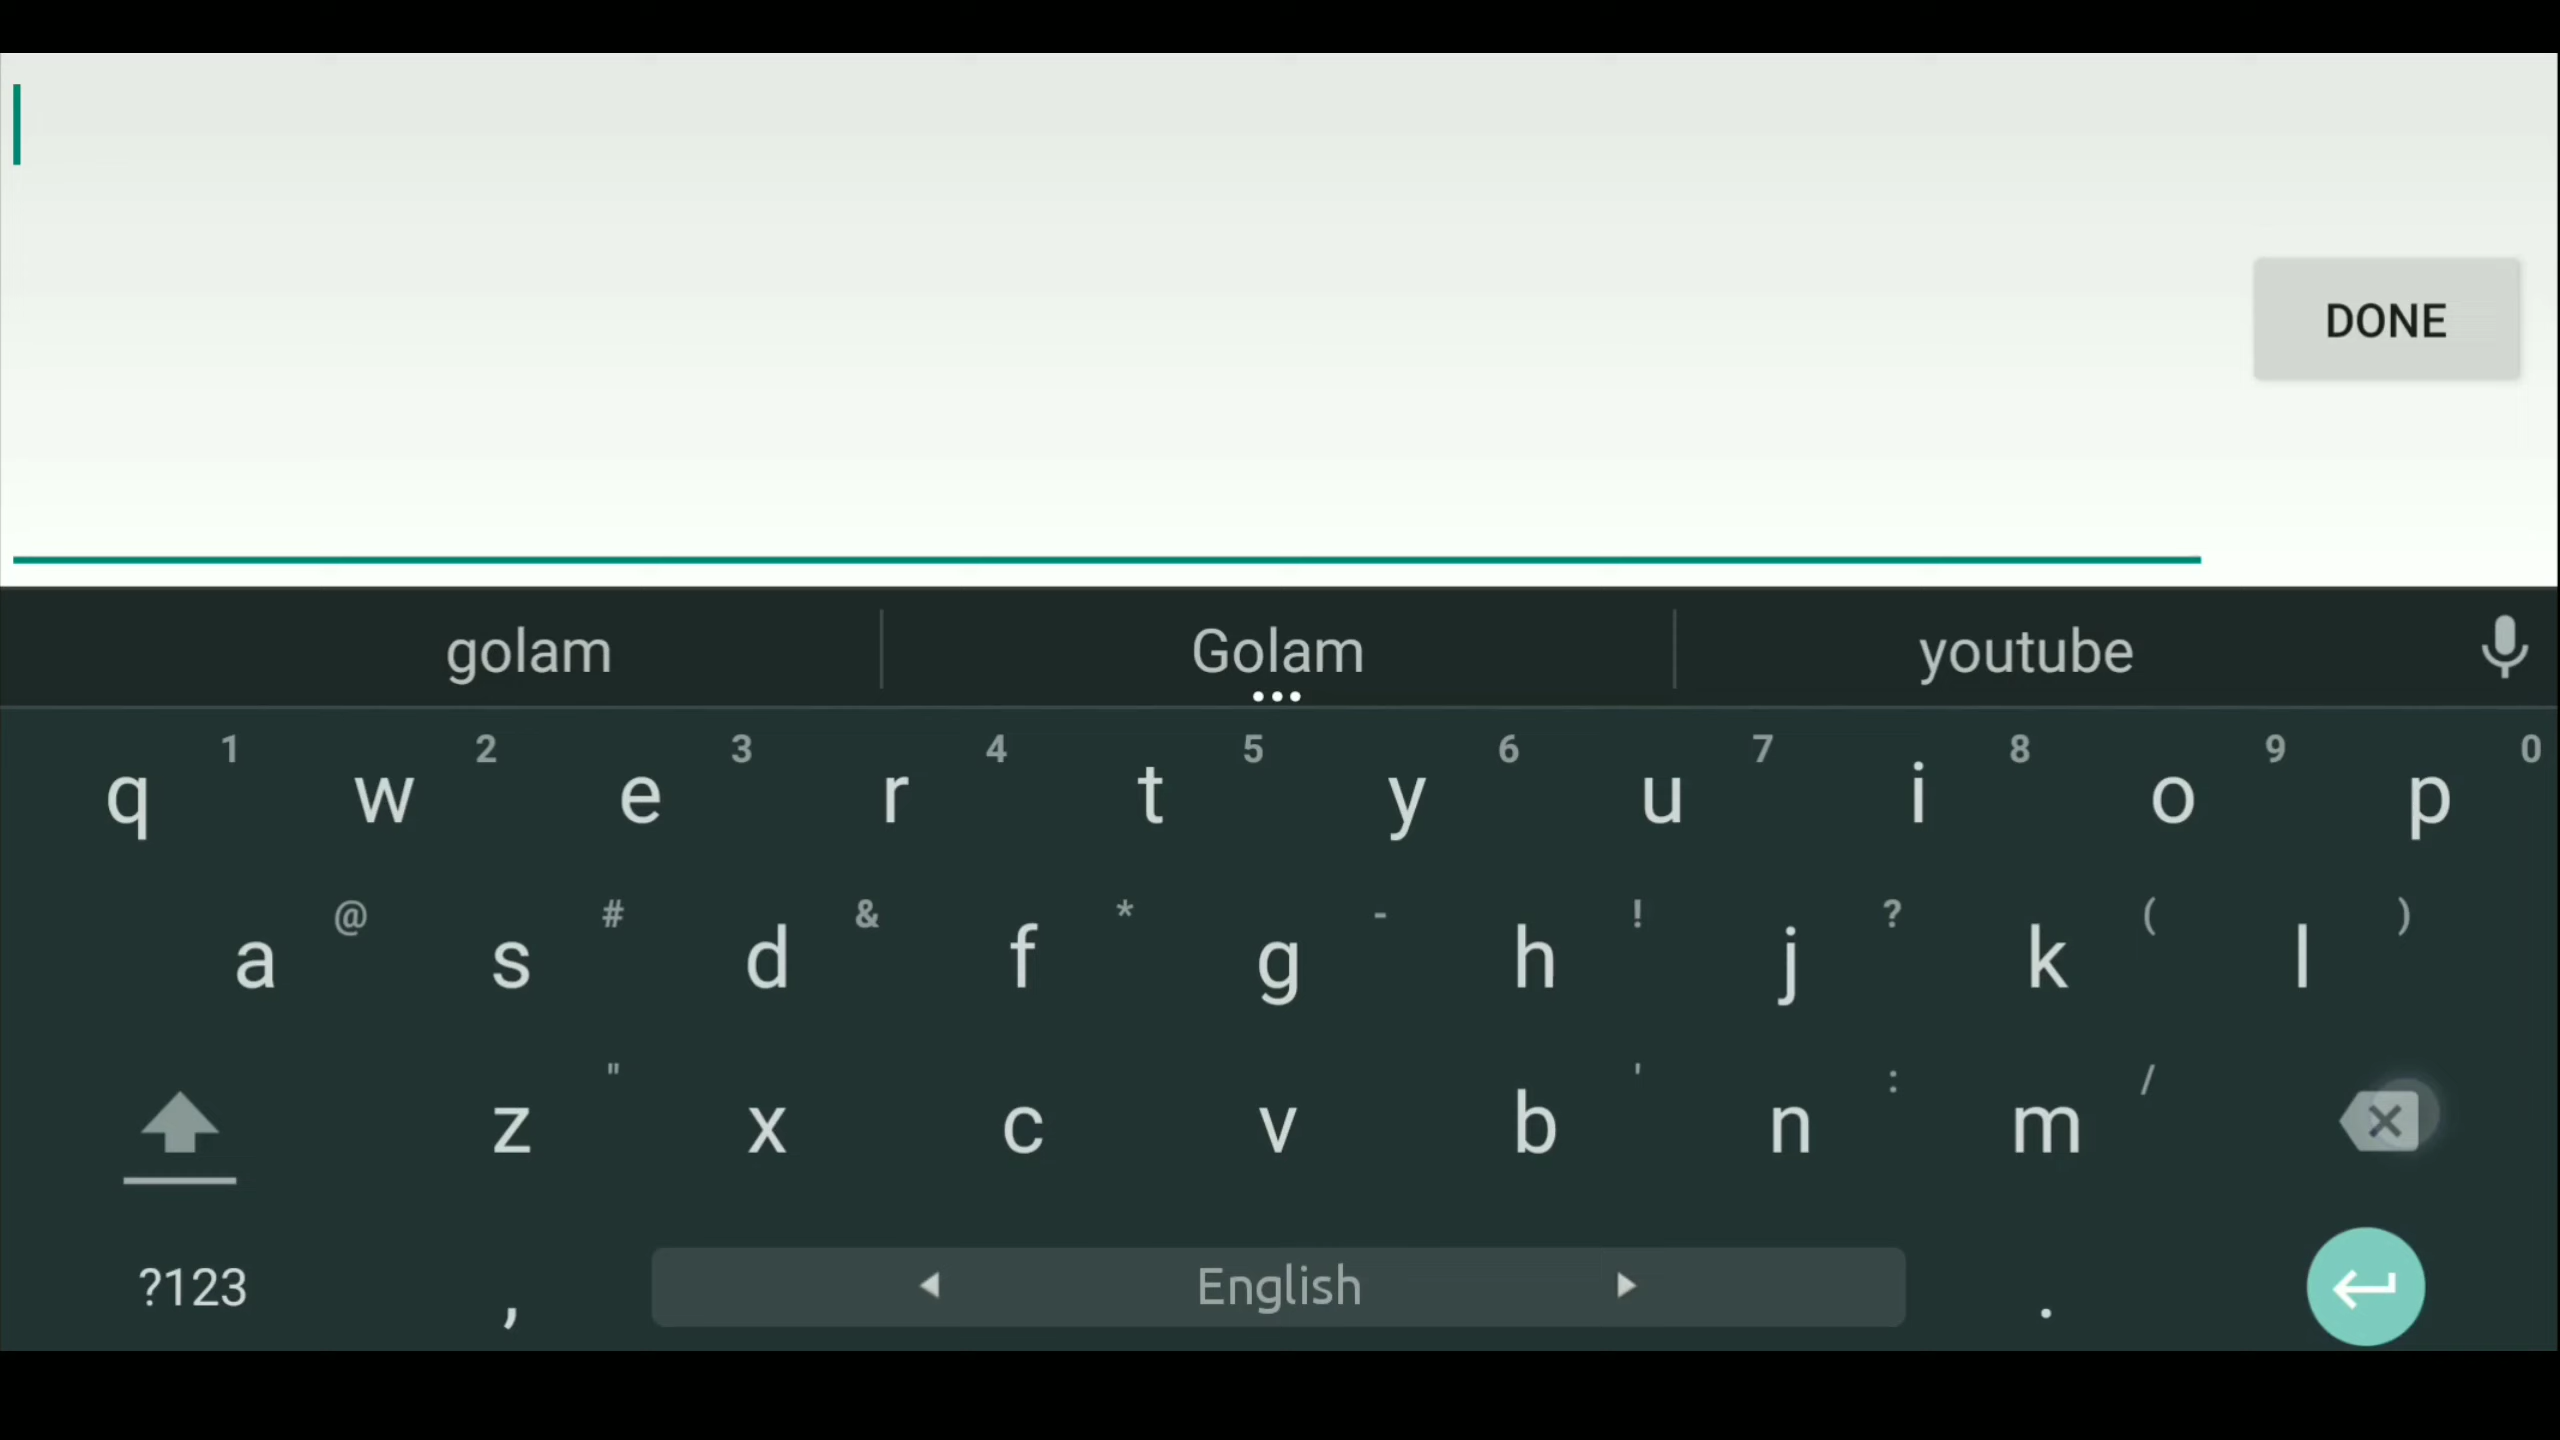 DONE
golam Golam youtube
1 2 3 4 5 6 7 8 9 0
q w e r t y u i o p
@ # & * - ! ? ( )
a s d f g h j k l
" ' : /
z x c v b n m
?123 , English .